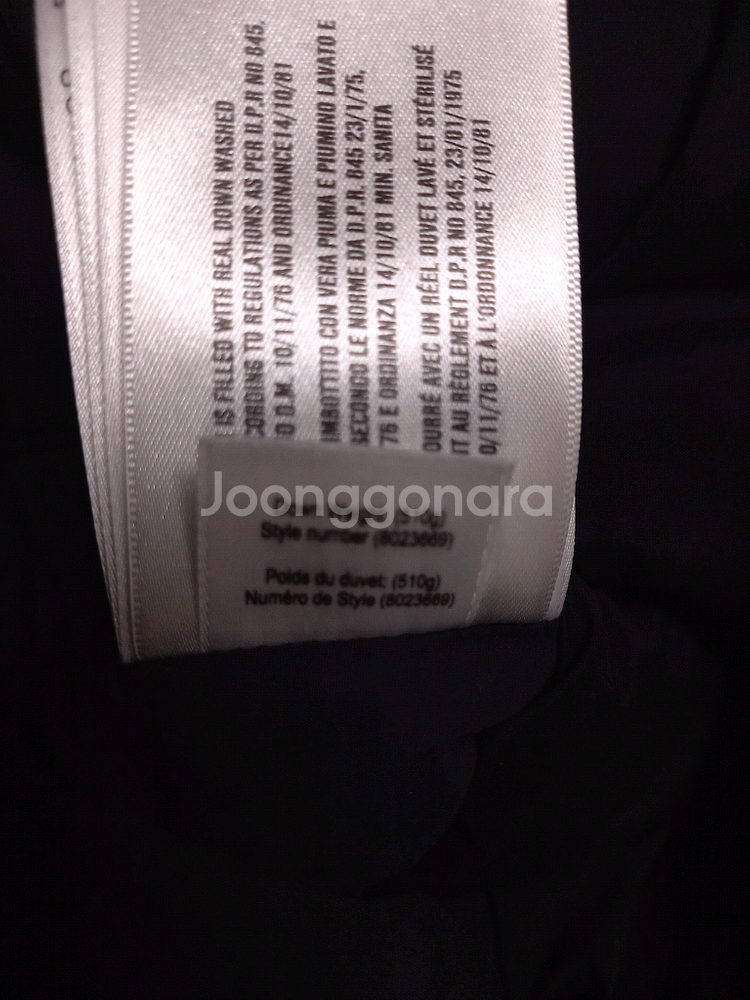 IS FILLED WITH REAL DOWN WASHED
CORDING TO REGULATIONS AS PER D.P.R NO 845,
D.M. 10/11/76 AND ORDINANCE 14/10/81
IMBOTTITO CON VERA PIUMA E PIUMINO LAVATO E
SECONDO LE NORME DA D.P.R. 845 23/1/75,
76 E ORDINANZA 14/10/81 MIN. SANITA
OURRÉ AVEC UN RÉEL DUVET LAVÉ ET STÉRILISÉ
IT AU RÈGLEMENT D.P.R NO 845, 23/01/1975
0/11/76 ET À L'ORDONNANCE 14/10/81
Joonggonara
(510g)
Style number (8023669)
Poids du duvet: (510g)
Numéro de Style (8023669)